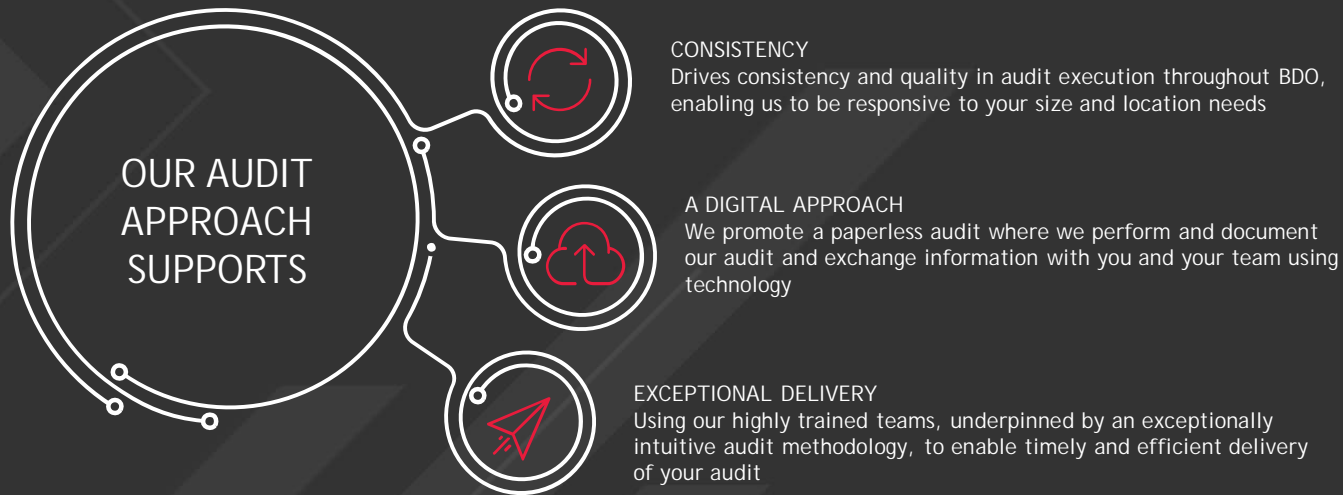 OUR AUDIT
APPROACH
SUPPORTS
CONSISTENCY
Drives consistency and quality in audit execution throughout BDO,
enabling us to be responsive to your size and location needs
A DIGITAL APPROACH
We promote a paperless audit where we perform and document
our audit and exchange information with you and your team using
technology
EXCEPTIONAL DELIVERY
Using our highly trained teams, underpinned by an exceptionally
intuitive audit methodology, to enable timely and efficient delivery
of your audit